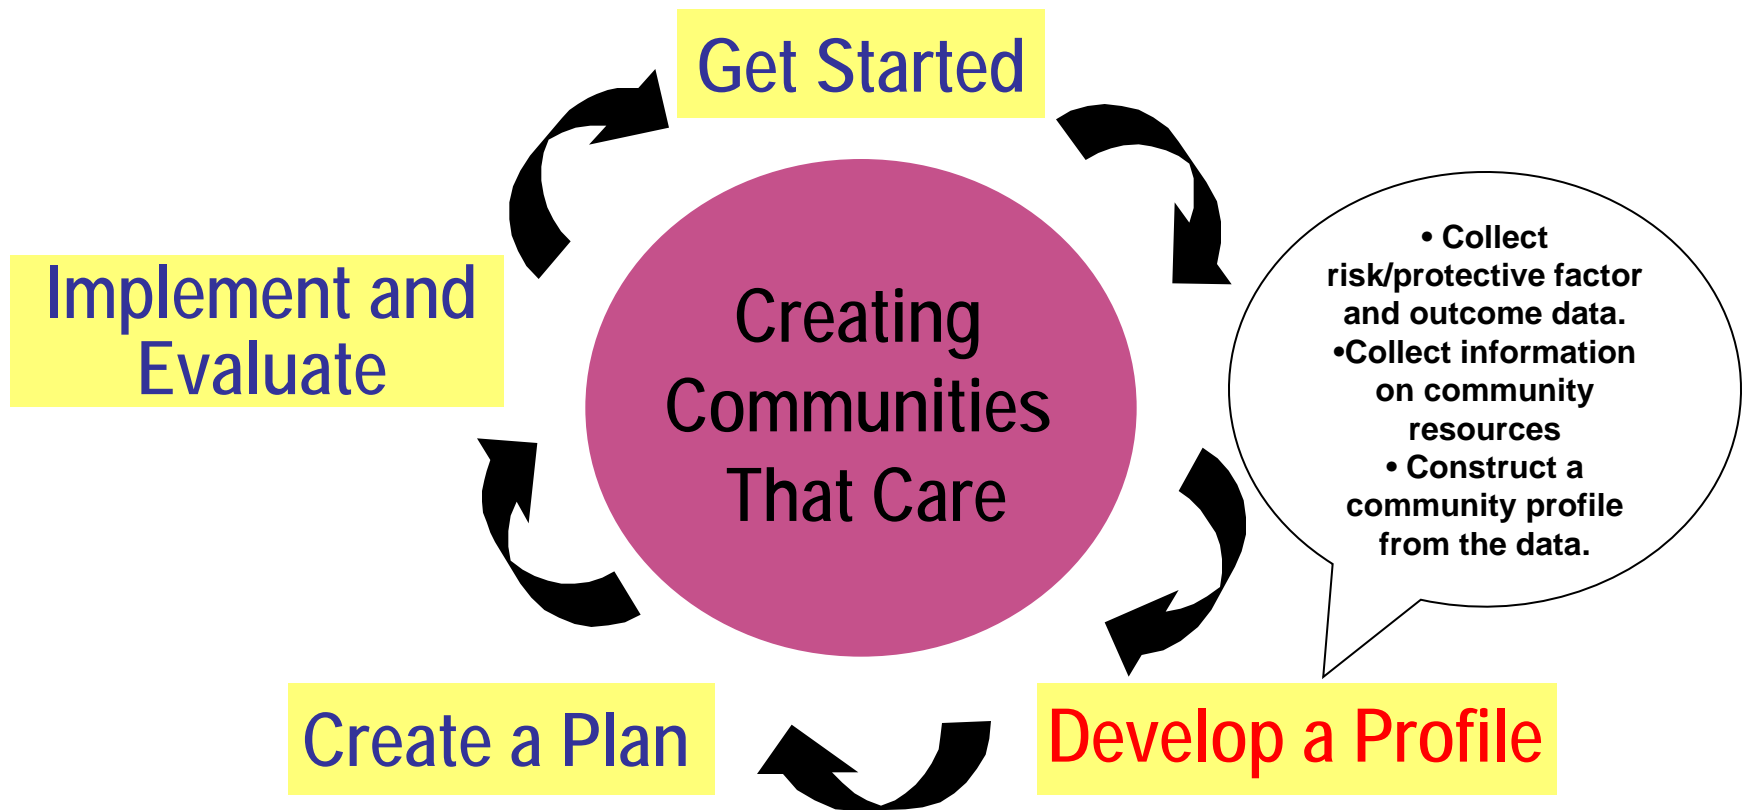 Get Started
• Collect
risk/protective factor
and outcome data.
•Collect information
on community
resources
• Construct a
community profile
from the data.
Implement and
Evaluate
Creating
Communities
That Care
Create a Plan
Develop a Profile